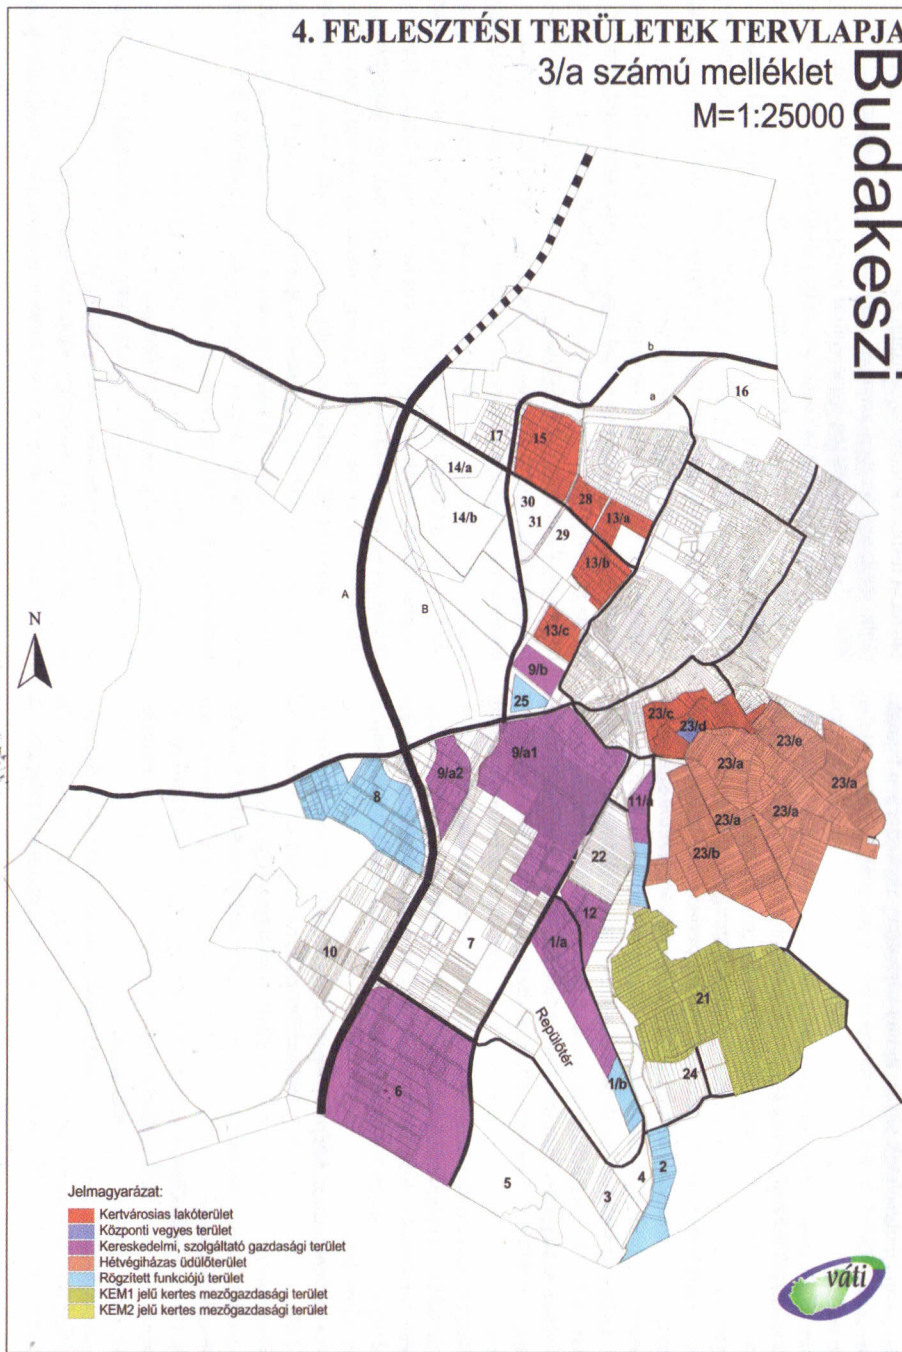 4. FEJLESZTÉSI TERÜLETEK TERVLAPJA
3/a számú melléklet
M=1:25000
Budakeszi
b
16
a
17
15
14/a
30
28
13/a
14/b
31
29
13/b
A
B
N
13/c
9/b
25
23/c
23/d
23/e
9/a1
23/a
9/a2
23/a
8
11/a
23/a
23/a
22
23/b
12
10
7
1/a
21
Repülőtér
24
6
1/b
2
4
5
3
Jelmagyarázat:
Kertvárosias lakóterület
Központi vegyes terület
Kereskedelmi, szolgáltató gazdasági terület
Hétvégiházas üdülőterület
Rögzített funkciójú terület
KEM1 jelű kertes mezőgazdasági terület
KEM2 jelű kertes mezőgazdasági terület
váti